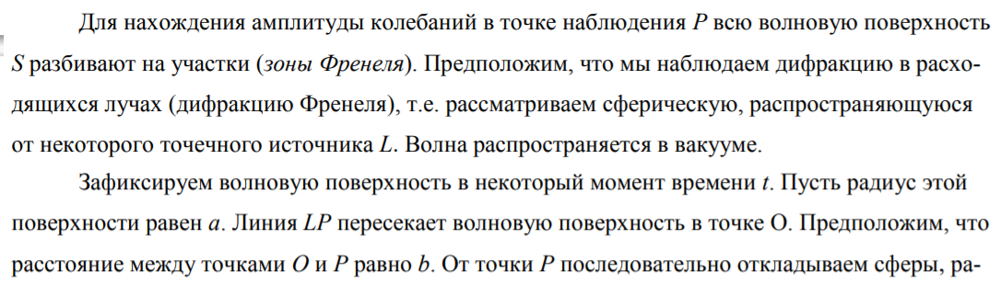 Для нахождения амплитуды колебаний в точке наблюдения P всю волновую поверхность
S разбивают на участки (зоны Френеля). Предположим, что мы наблюдаем дифракцию в расхо-
дящихся лучах (дифракцию Френеля), т.е. рассматриваем сферическую, распространяющуюся
от некоторого точечного источника L. Волна распространяется в вакууме.
Зафиксируем волновую поверхность в некоторый момент времени t. Пусть радиус этой
поверхности равен a. Линия LP пересекает волновую поверхность в точке O. Предположим, что
расстояние между точками O и P равно b. От точки P последовательно откладываем сферы, ра-